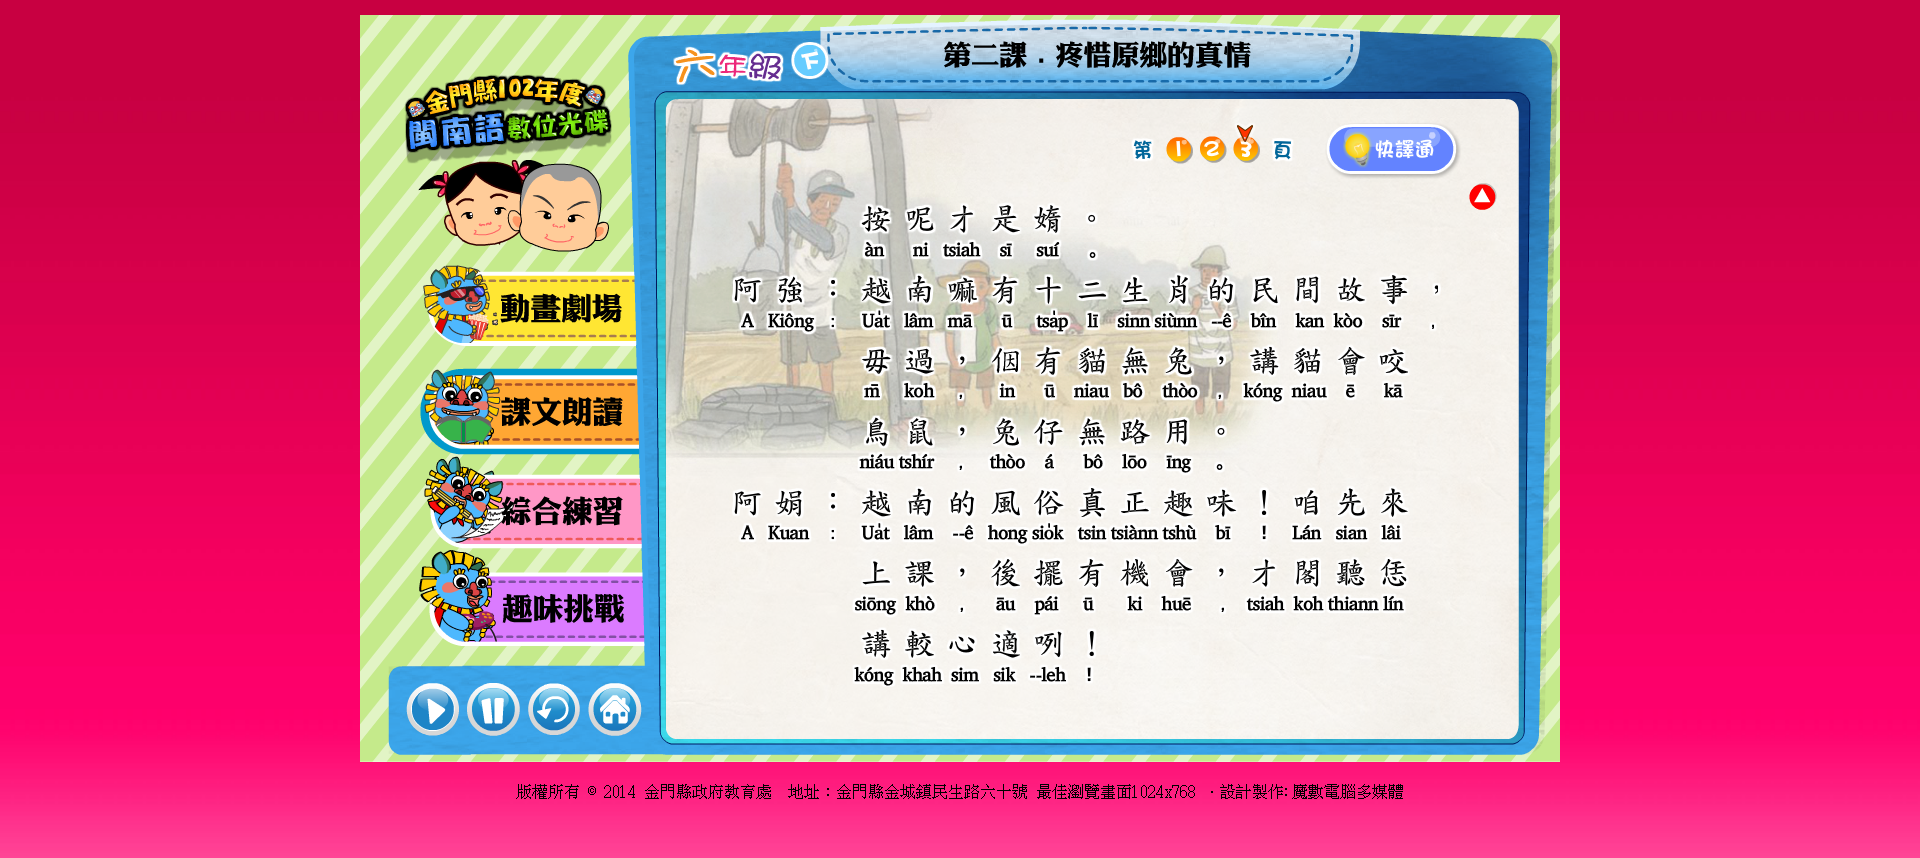 金門縣102年度
閩南語數位光碟
動畫劇場
課文朗讀
綜合練習
趣味挑戰
六年級 下
第二課．疼惜原鄉的真情
第 1 2 3 頁
快譯通
按呢才是媠。
àn ni tsiah sī suí 。
阿強：越南嘛有十二生肖的民間故事，
A Kiông : Ua̍t lâm mā ū tsa̍p lī sinn siùnn --ê bîn kan kòo sīr ,
毋過，個有貓無兔，講貓會咬
m̄ koh , in ū niau bô thòo , kóng niau ē kā
鳥鼠，兔仔無路用。
niáu tshír , thòo á bô lōo īng 。
阿娟：越南的風俗真正趣味！咱先來
A Kuan : Ua̍t lâm --ê hong sio̍k tsin tsiànn tshù bī ! Lán sian lâi
上課，後擺有機會，才閣聽恁
siōng khò , āu pái ū ki huē , tsiah koh thiann lín
講較心適咧！
kóng khah sim sik --leh !
版權所有 © 2014 金門縣政府教育處　地址：金門縣金城鎮民生路六十號 最佳瀏覽畫面1024x768 ‧設計製作:魔數電腦多媒體